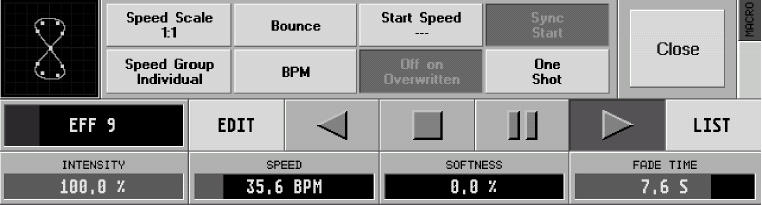 Speed Scale
1:1
Bounce
Start Speed
---
Sync
Start
MACRO
Speed Group
Individual
BPM
Off on
Overwritten
One
Shot
Close
EFF 9
EDIT
LIST
INTENSITY
SPEED
SOFTNESS
FADE TIME
100,0 %
35,6 BPM
0,0 %
7,6 S